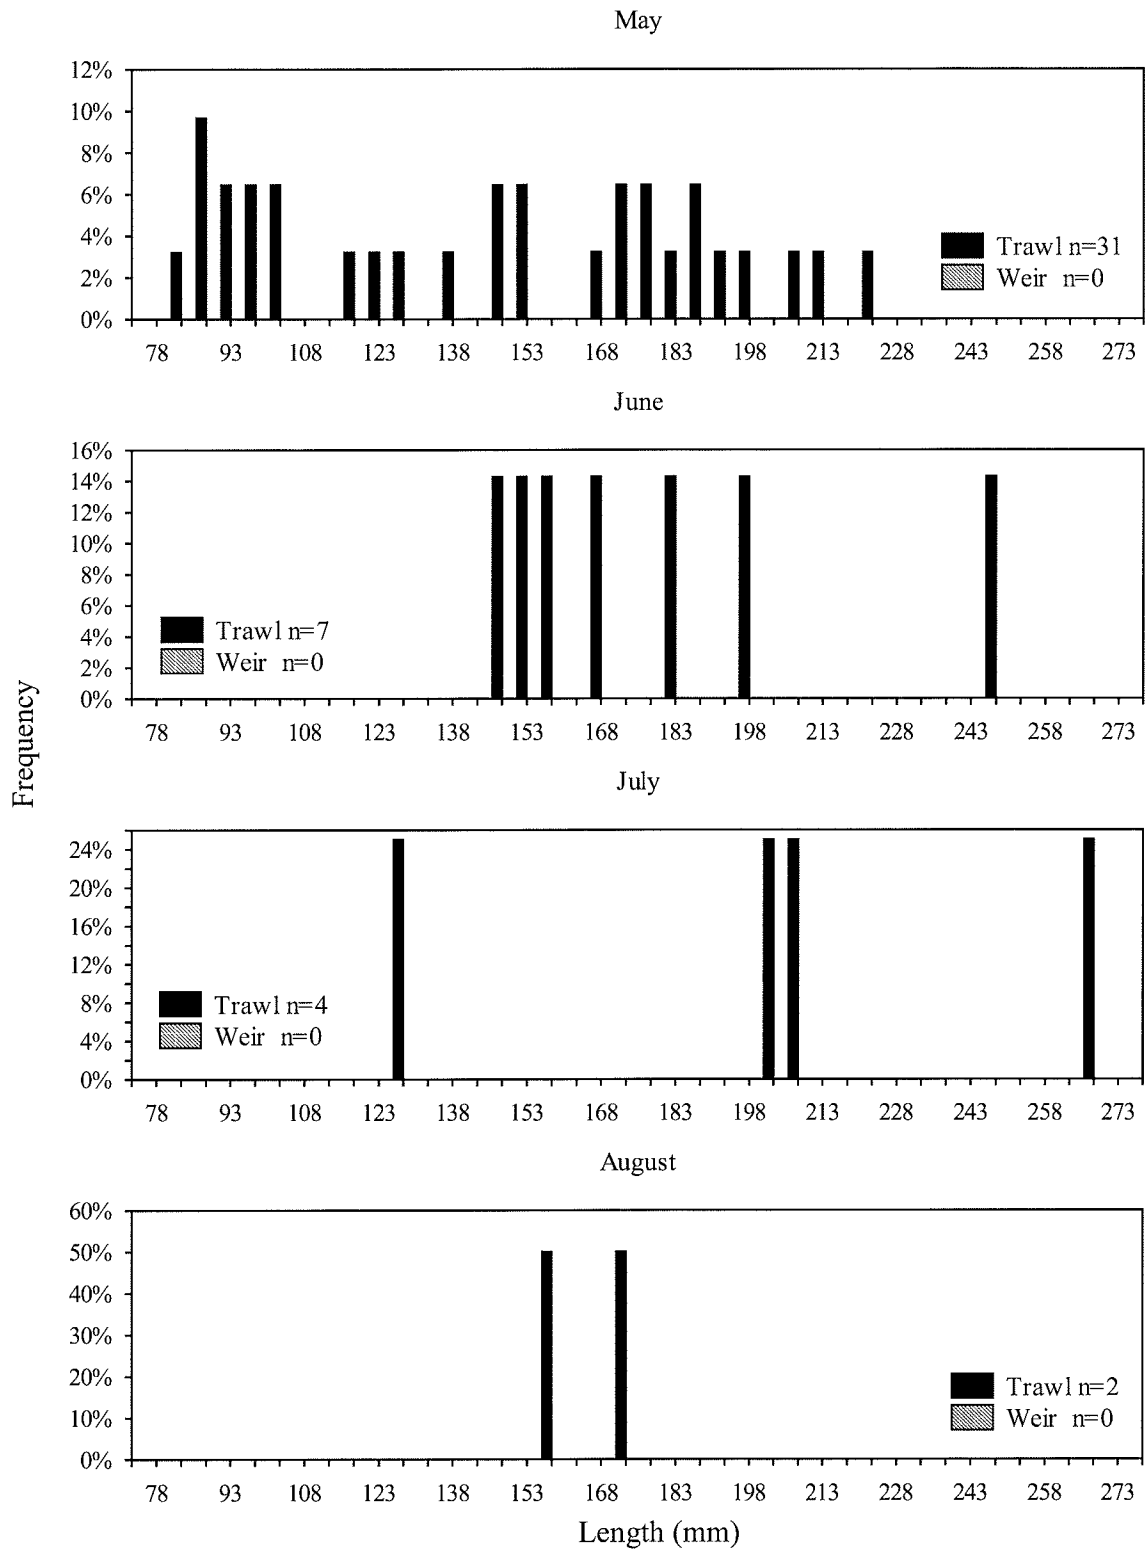 May
12%
10%
8%
6%
4%
2%
0%
Trawl n=31
Weir n=0
78 93 108 123 138 153 168 183 198 213 228 243 258 273
June
16%
14%
12%
10%
8%
6%
4%
2%
0%
Trawl n=7
Weir n=0
78 93 108 123 138 153 168 183 198 213 228 243 258 273
July
24%
20%
16%
12%
8%
4%
0%
Trawl n=4
Weir n=0
78 93 108 123 138 153 168 183 198 213 228 243 258 273
August
60%
50%
40%
30%
20%
10%
0%
Trawl n=2
Weir n=0
78 93 108 123 138 153 168 183 198 213 228 243 258 273
Length (mm)
Frequency